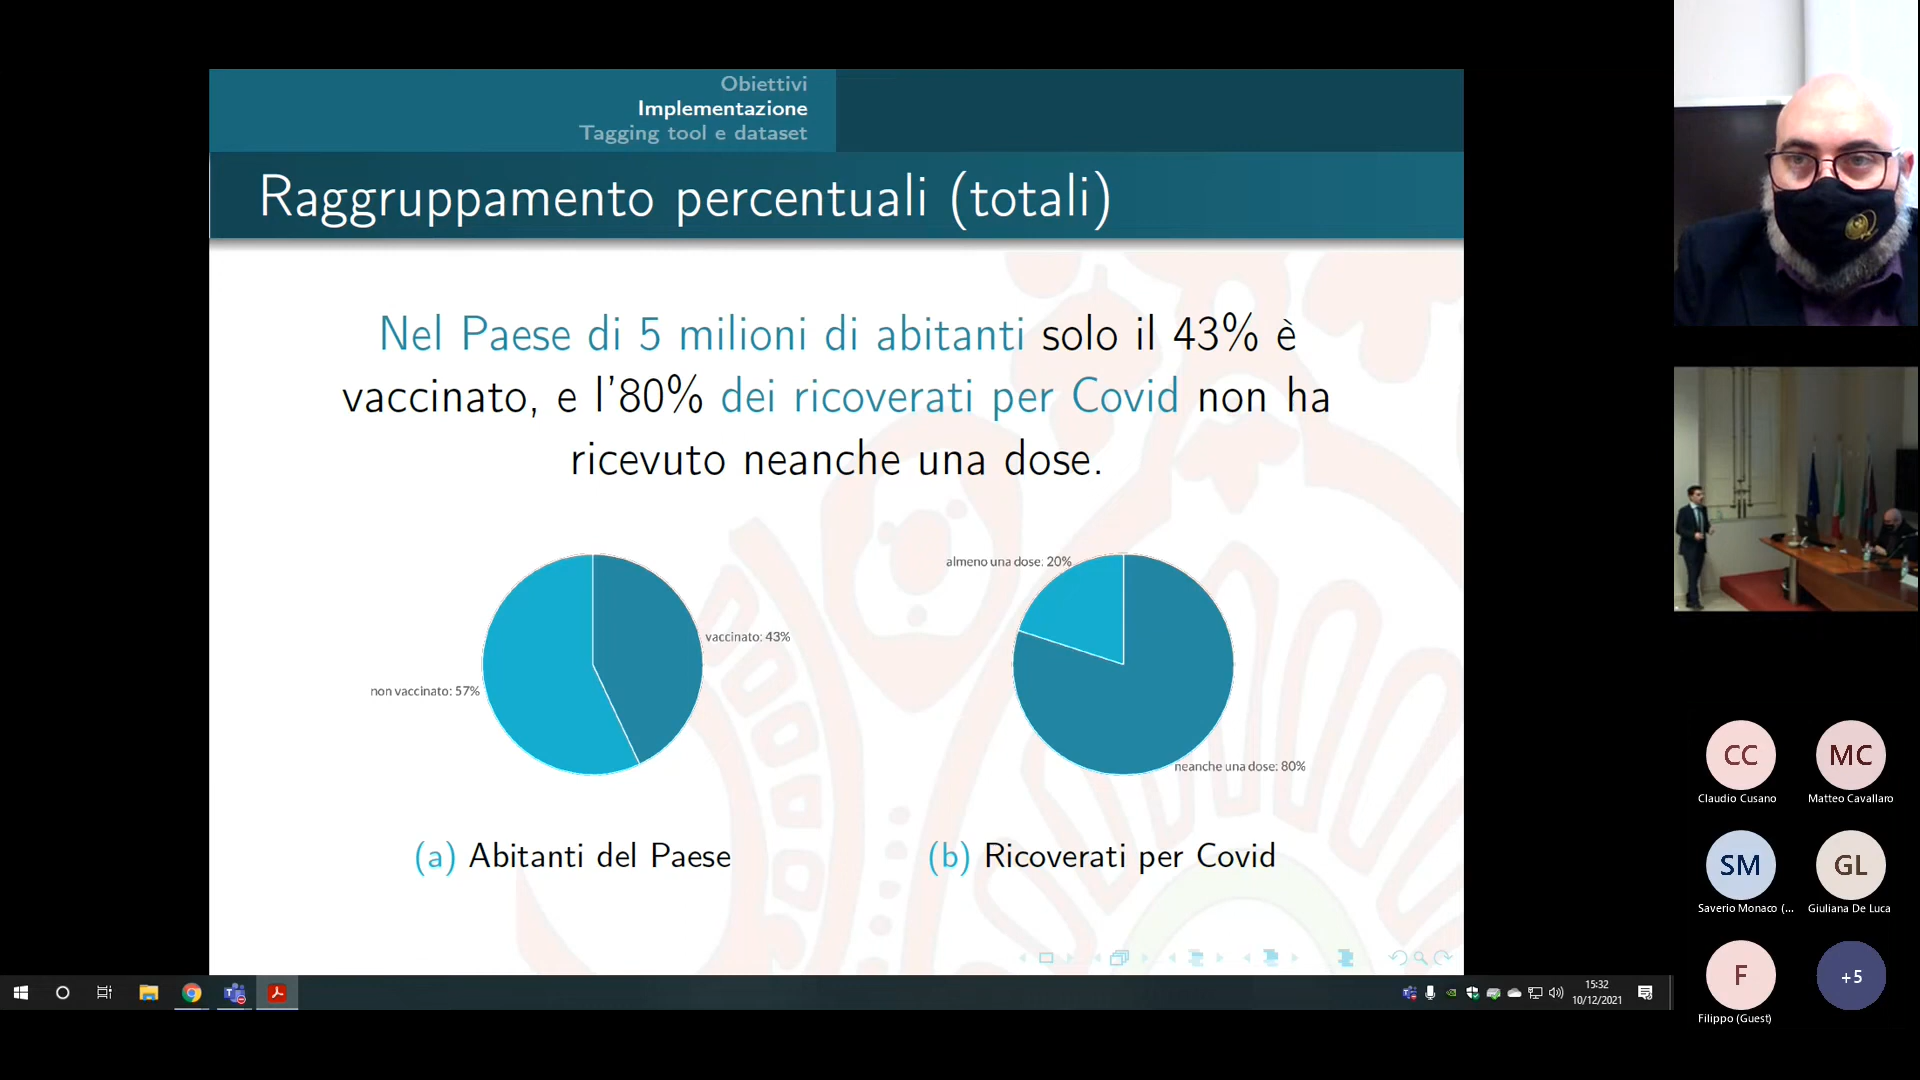 Obiettivi
Implementazione
Tagging tool e dataset
Raggruppamento percentuali (totali)
Nel Paese di 5 milioni di abitanti solo il 43% è
vaccinato, e l'80% dei ricoverati per Covid non ha
ricevuto neanche una dose.
vaccinato: 43%
non vaccinato: 57%
(a) Abitanti del Paese
almeno una dose: 20%
neanche una dose: 80%
(b) Ricoverati per Covid
15:32
10/12/2021
CC
Claudio Cusano
MC
Matteo Cavallaro
SM
Saverio Monaco (...
GL
Giuliana De Luca
F
Filippo (Guest)
+5